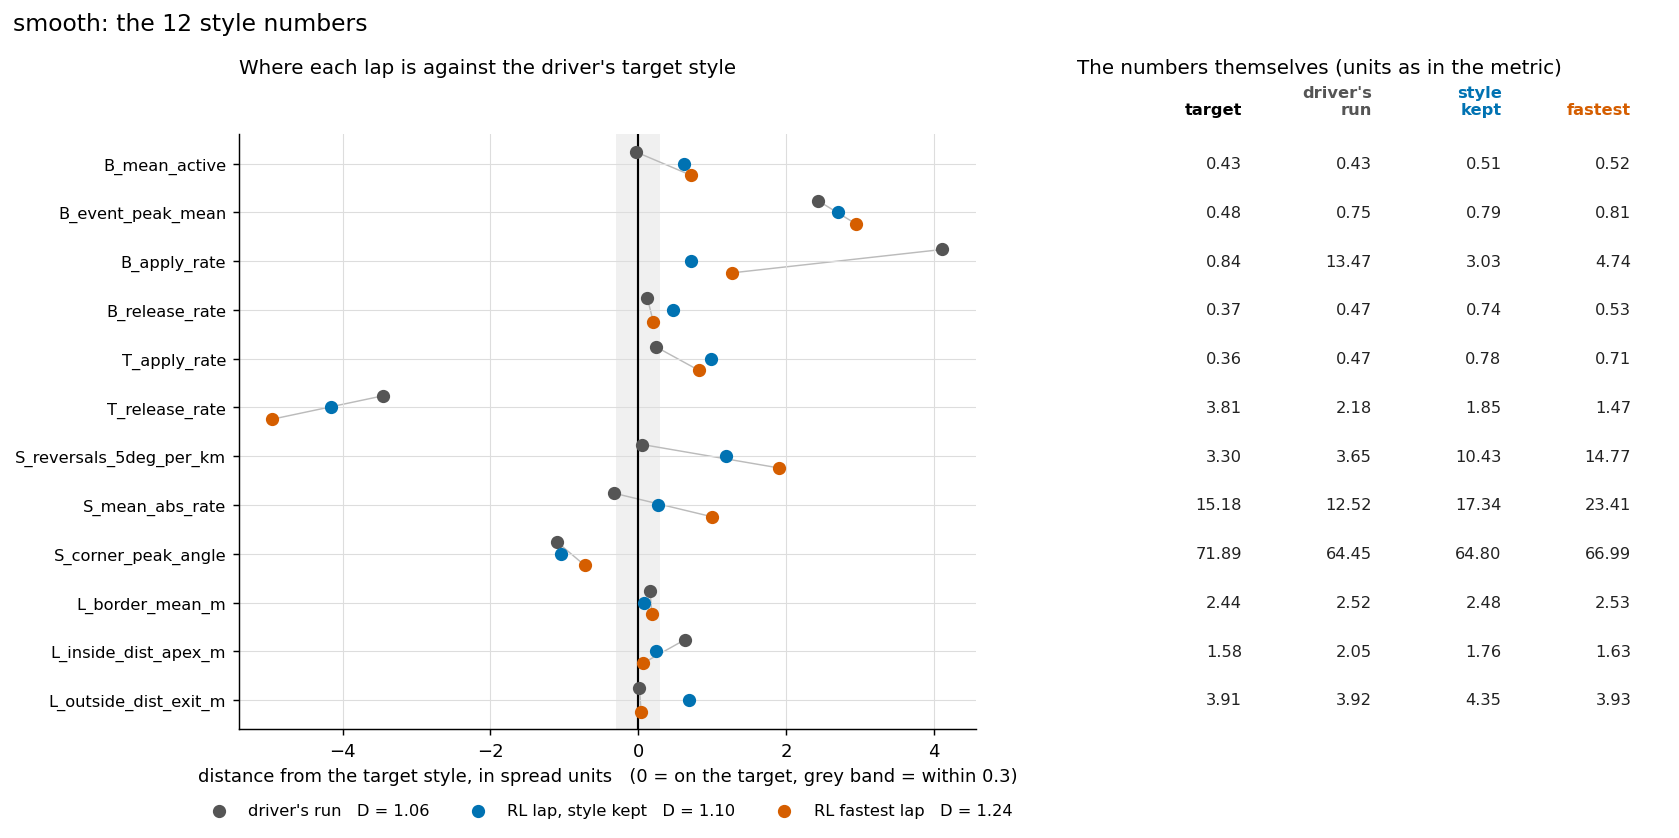 smooth: the 12 style numbers
Where each lap is against the driver's target style
The numbers themselves (units as in the metric)
target driver's run style kept fastest
B_mean_active 0.43 0.43 0.51 0.52
B_event_peak_mean 0.48 0.75 0.79 0.81
B_apply_rate 0.84 13.47 3.03 4.74
B_release_rate 0.37 0.47 0.74 0.53
T_apply_rate 0.36 0.47 0.78 0.71
T_release_rate 3.81 2.18 1.85 1.47
S_reversals_5deg_per_km 3.30 3.65 10.43 14.77
S_mean_abs_rate 15.18 12.52 17.34 23.41
S_corner_peak_angle 71.89 64.45 64.80 66.99
L_border_mean_m 2.44 2.52 2.48 2.53
L_inside_dist_apex_m 1.58 2.05 1.76 1.63
L_outside_dist_exit_m 3.91 3.92 4.35 3.93
−4 −2 0 2 4
distance from the target style, in spread units (0 = on the target, grey band = within 0.3)
driver's run D = 1.06 RL lap, style kept D = 1.10 RL fastest lap D = 1.24